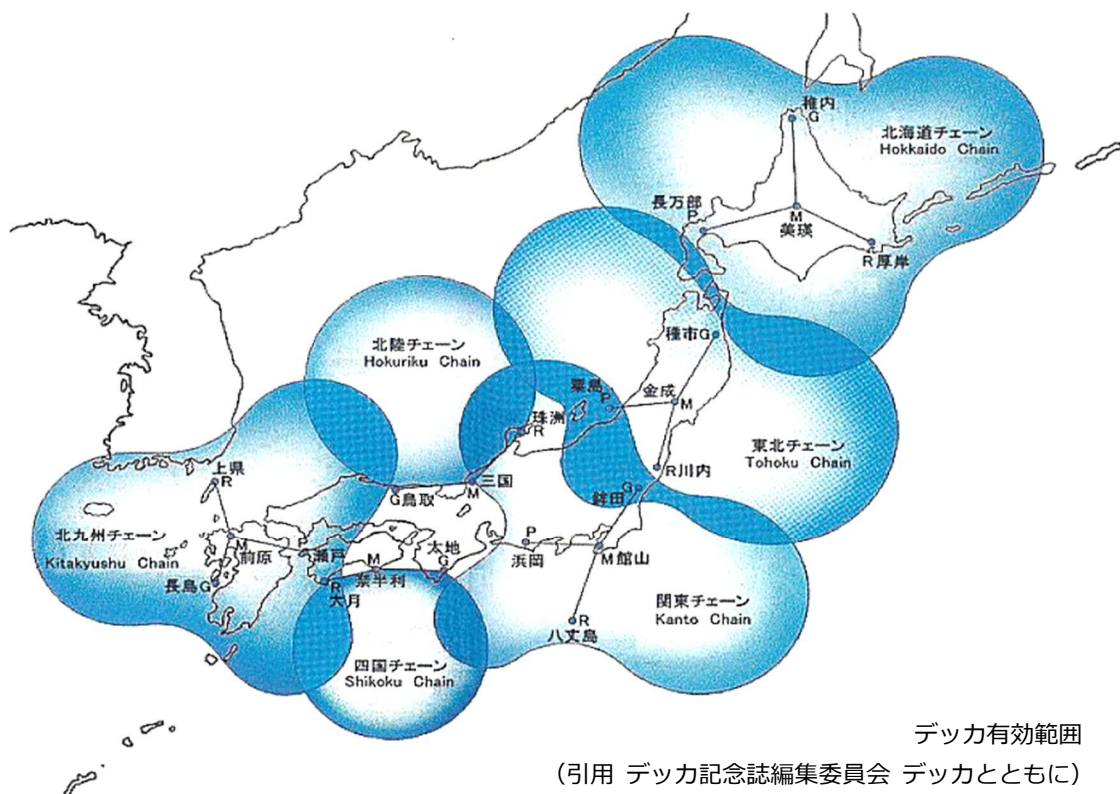 稚内
G
北海道チェーン
Hokkaido Chain
長万部
P
M
美瑛
R厚岸
種市G
北陸チェーン
Hokuriku Chain
粟島
P
金成
M
珠洲
R
東北チェーン
Tohoku Chain
上県
R
R川内
三国
M
G鳥取
G
鉾田
北九州チェーン
Kitakyushu Chain
M
前原
P
瀬戸
M
奈半利
太地
G
P
浜岡
M館山
長島G
R
大月
関東チェーン
Kanto Chain
R
八丈島
四国チェーン
Shikoku Chain
デッカ有効範囲
（引用 デッカ記念誌編集委員会 デッカとともに）